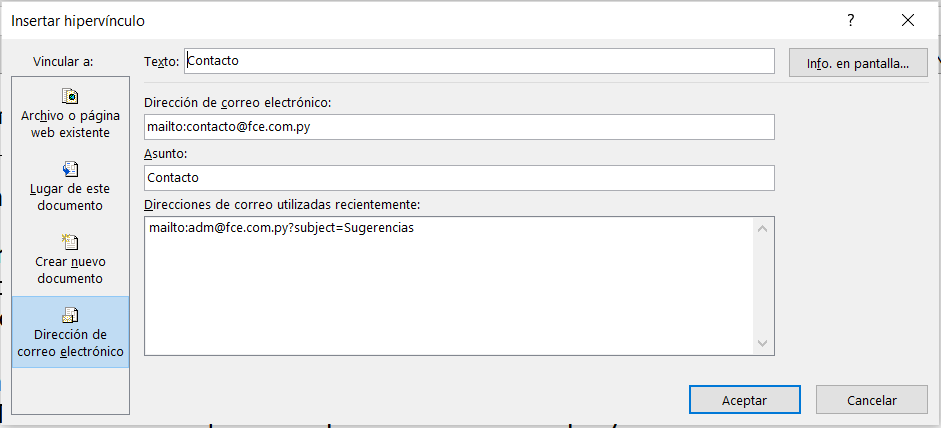 Insertar hipervínculo
?
Vincular a:
Texto:
Contacto
Info. en pantalla...
Archivo o página
web existente
Lugar de este
documento
Crear nuevo
documento
Dirección de
correo electrónico
Dirección de correo electrónico:
mailto:contacto@fce.com.py
Asunto:
Contacto
Direcciones de correo utilizadas recientemente:
mailto:adm@fce.com.py?subject=Sugerencias
Aceptar
Cancelar